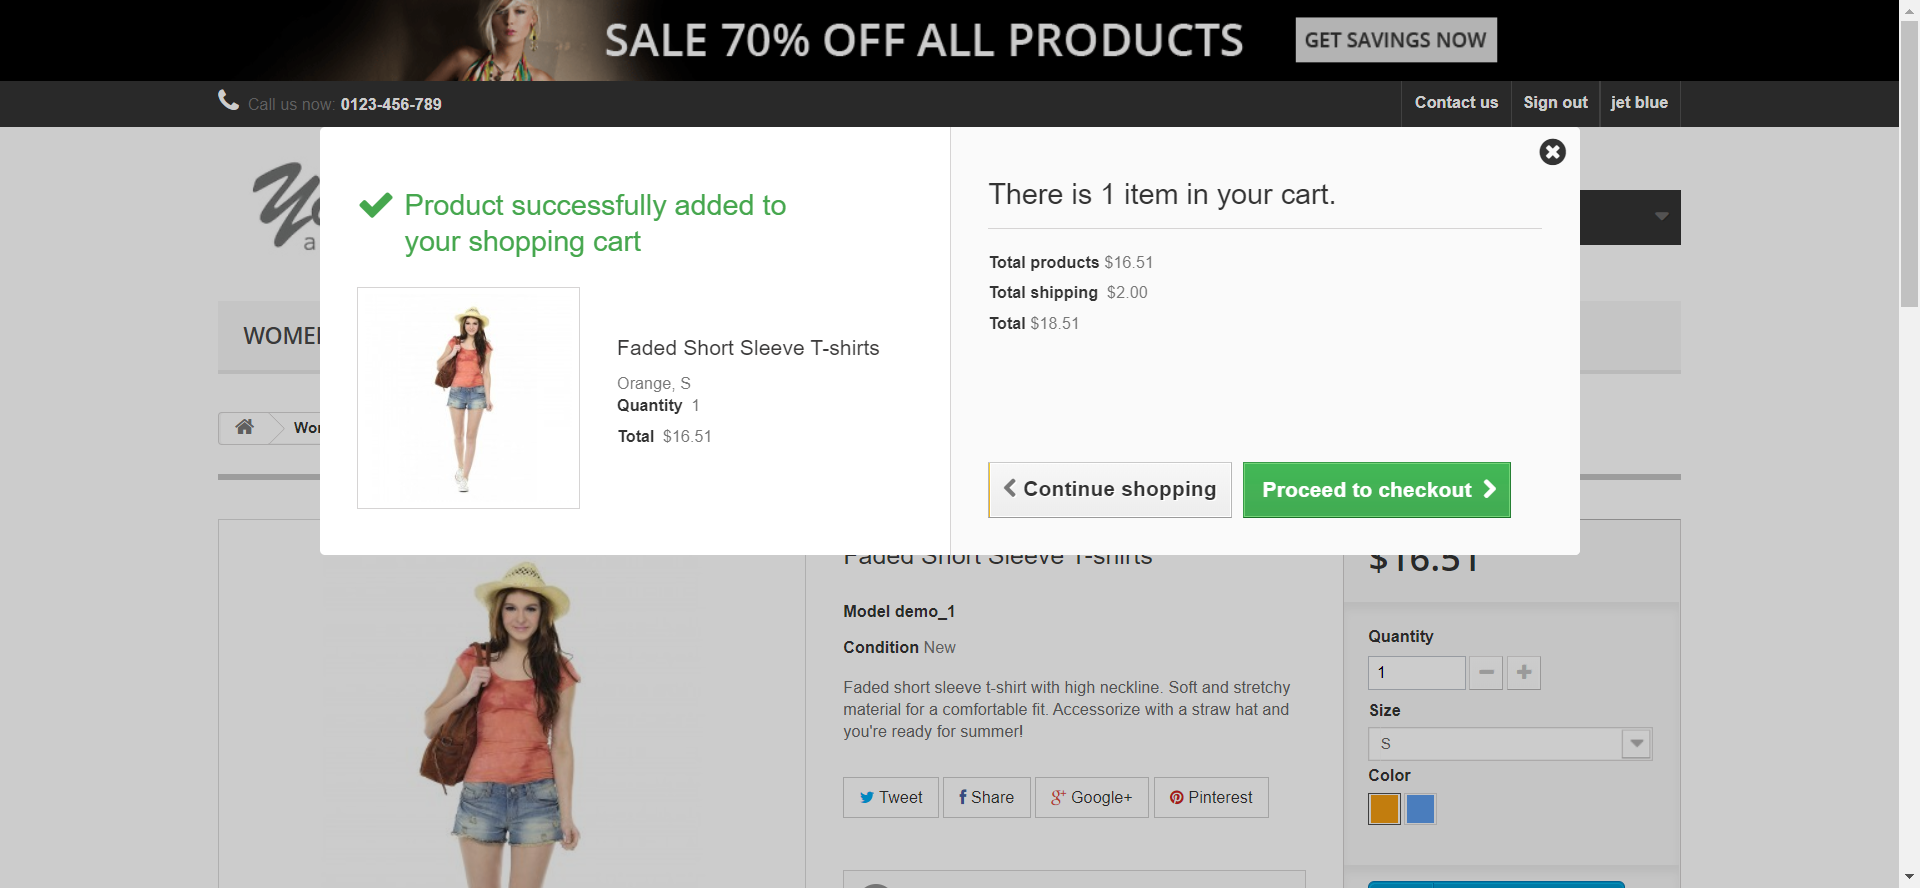 SALE 70% OFF ALL PRODUCTS
GET SAVINGS NOW
Call us now: 0123-456-789
Contact us
Sign out
jet blue
Product successfully added to
your shopping cart
Faded Short Sleeve T-shirts
Orange, S
Quantity 1
Total $16.51
There is 1 item in your cart.
Total products $16.51
Total shipping $2.00
Total $18.51
Continue shopping
Proceed to checkout
Faded Short Sleeve T-shirts
Model demo_1
Condition New
Faded short sleeve t-shirt with high neckline. Soft and stretchy
material for a comfortable fit. Accessorize with a straw hat and
you're ready for summer!
Tweet
Share
Google+
Pinterest
$16.51
Quantity
1
Size
S
Color